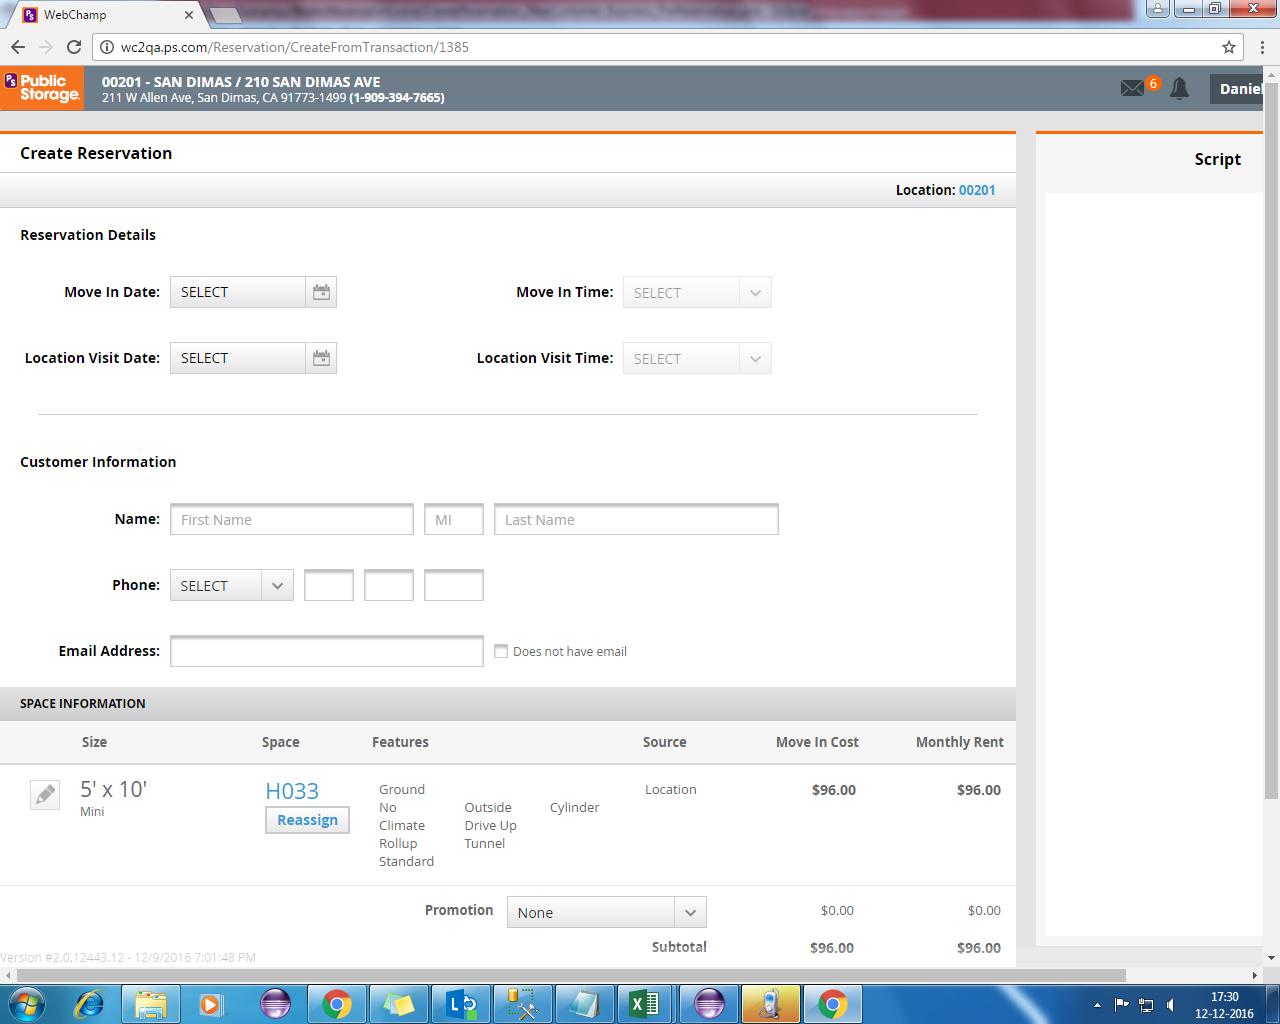 WebChamp
wc2qa.ps.com/Reservation/CreateFromTransaction/1385
PS Public Storage.
00201 - SAN DIMAS / 210 SAN DIMAS AVE
211 W Allen Ave, San Dimas, CA 91773-1499 (1-909-394-7665)
6
Daniel
Create Reservation
Script
Location: 00201
Reservation Details
Move In Date: SELECT Move In Time: SELECT
Location Visit Date: SELECT Location Visit Time: SELECT
Customer Information
Name: First Name MI Last Name
Phone: SELECT
Email Address: Does not have email
SPACE INFORMATION
Size Space Features Source Move In Cost Monthly Rent
5' x 10' H033 Ground Location $96.00 $96.00
Mini Reassign No Outside Cylinder
Climate Drive Up
Rollup Tunnel
Standard
Promotion None $0.00 $0.00
Subtotal $96.00 $96.00
Version #2.0.12443.12 - 12/9/2016 7:01:48 PM
17:30
12-12-2016